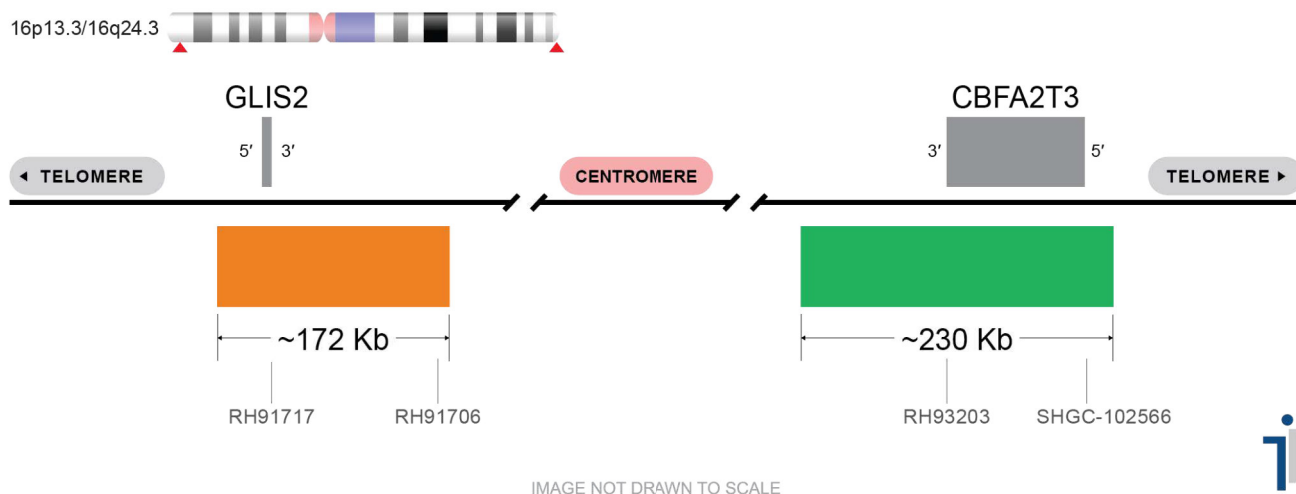 16p13.3/16q24.3
GLIS2
CBFA2T3
5′ 3′
3′ 5′
◂ TELOMERE
CENTROMERE
TELOMERE ▸
~172 Kb
~230 Kb
RH91717
RH91706
RH93203
SHGC-102566
IMAGE NOT DRAWN TO SCALE